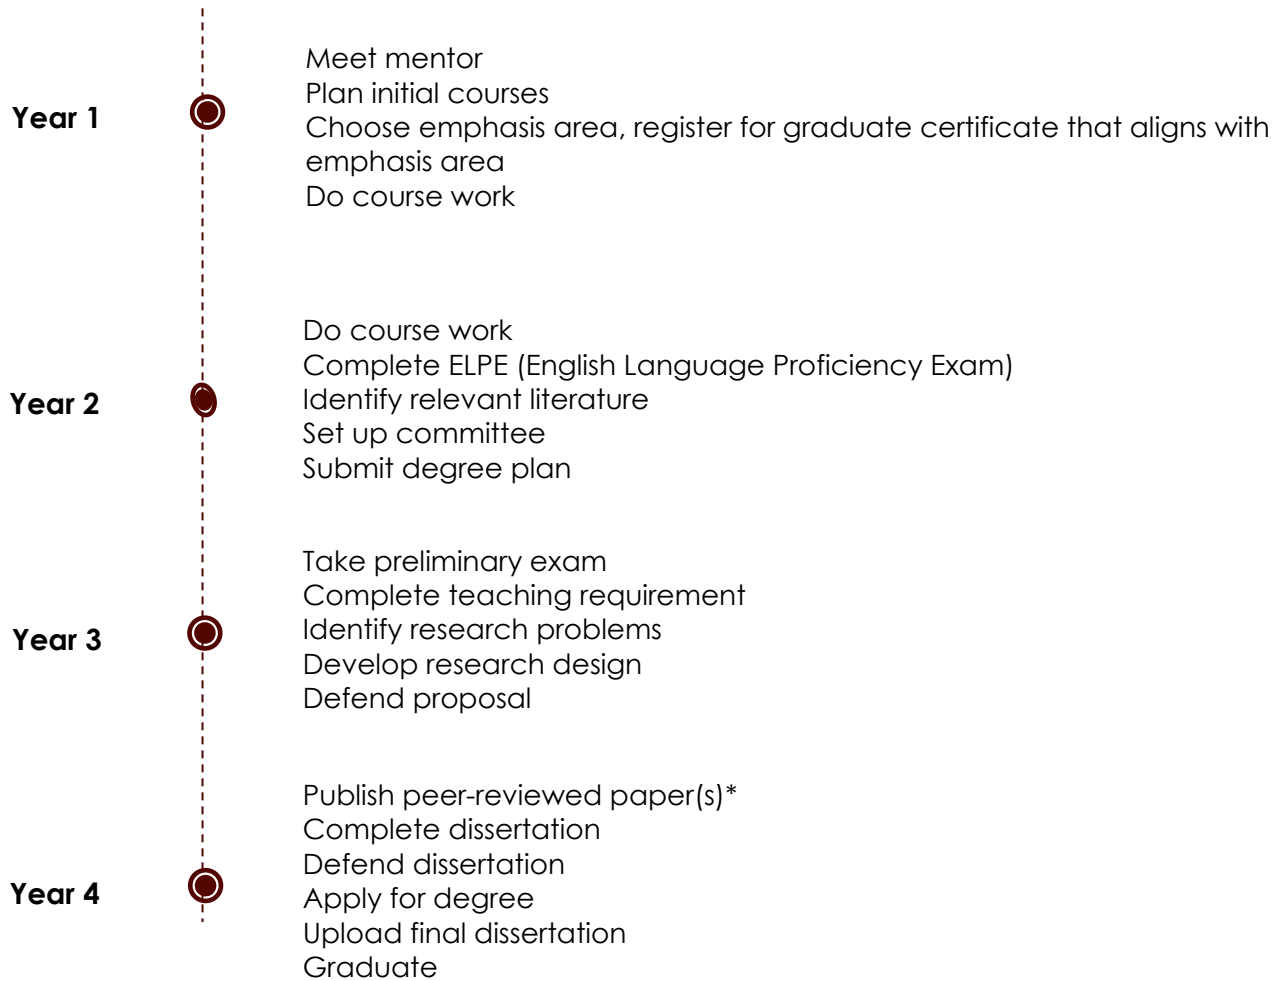 Year 1
Meet mentor
Plan initial courses
Choose emphasis area, register for graduate certificate that aligns with
emphasis area
Do course work
Year 2
Do course work
Complete ELPE (English Language Proficiency Exam)
Identify relevant literature
Set up committee
Submit degree plan
Year 3
Take preliminary exam
Complete teaching requirement
Identify research problems
Develop research design
Defend proposal
Year 4
Publish peer-reviewed paper(s)*
Complete dissertation
Defend dissertation
Apply for degree
Upload final dissertation
Graduate